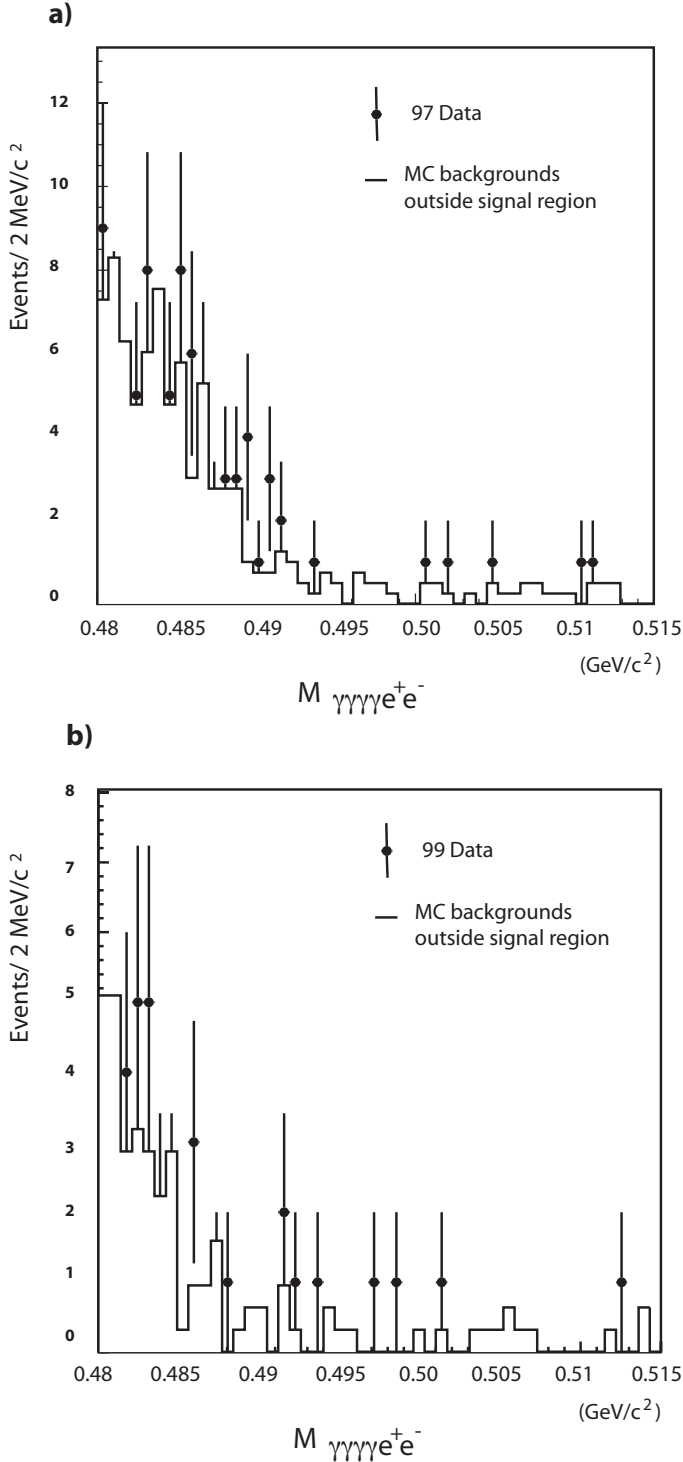 a)
Events/ 2 MeV/c 2
12
10
8
6
4
2
0
97 Data
MC backgrounds
outside signal region
0.48 0.485 0.49 0.495 0.50 0.505 0.51 0.515
(GeV/c2)
M γγγγe+e-
b)
Events/ 2 MeV/c 2
8
7
6
5
4
3
2
1
0
99 Data
MC backgrounds
outside signal region
0.48 0.485 0.49 0.495 0.50 0.505 0.51 0.515
(GeV/c2)
M γγγγe+e-